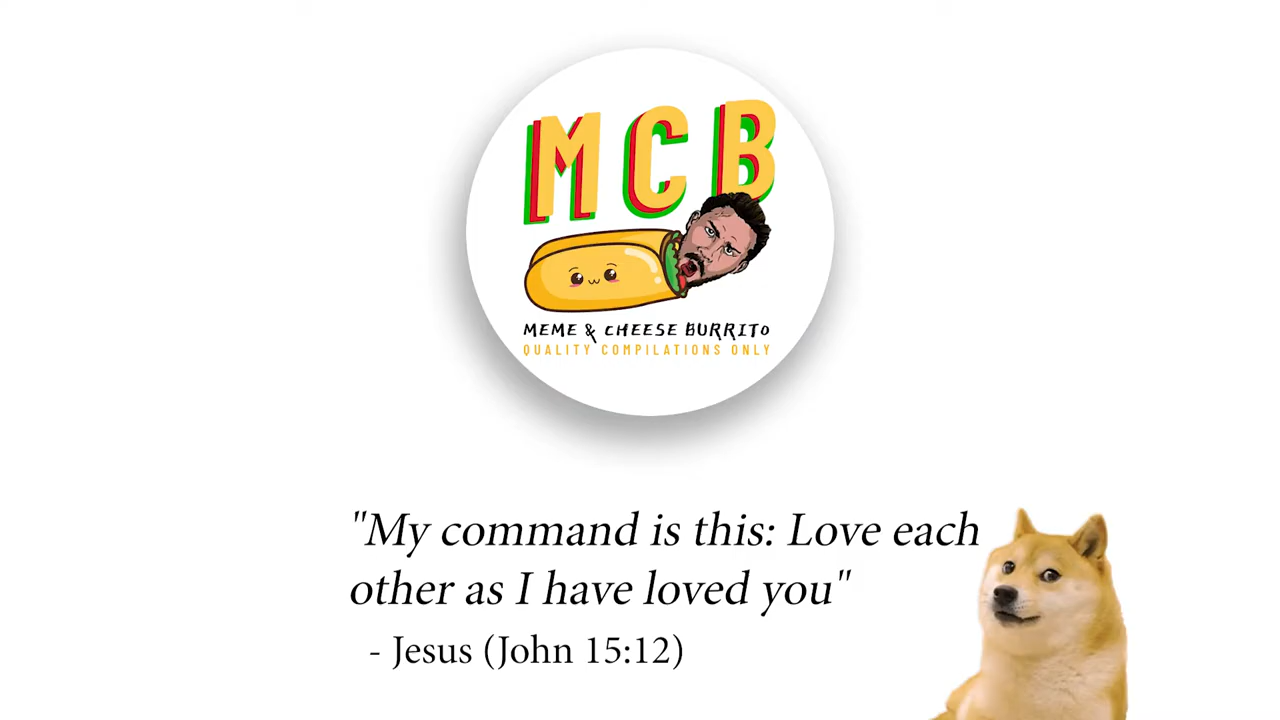 MCB
MEME & CHEESE BURRITO
QUALITY COMPILATIONS ONLY
"My command is this: Love each
other as I have loved you"
- Jesus (John 15:12)